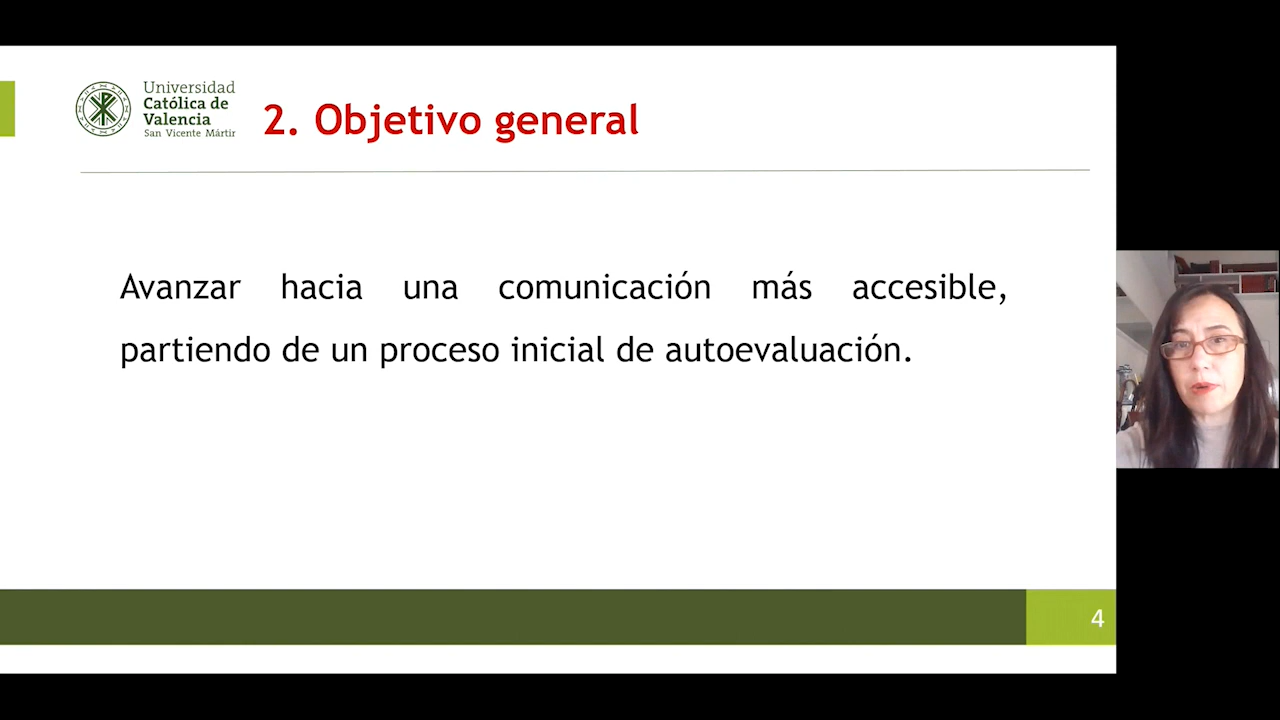 Universidad
Católica de
Valencia
San Vicente Mártir
2. Objetivo general
Avanzar hacia una comunicación más accesible,
partiendo de un proceso inicial de autoevaluación.
4